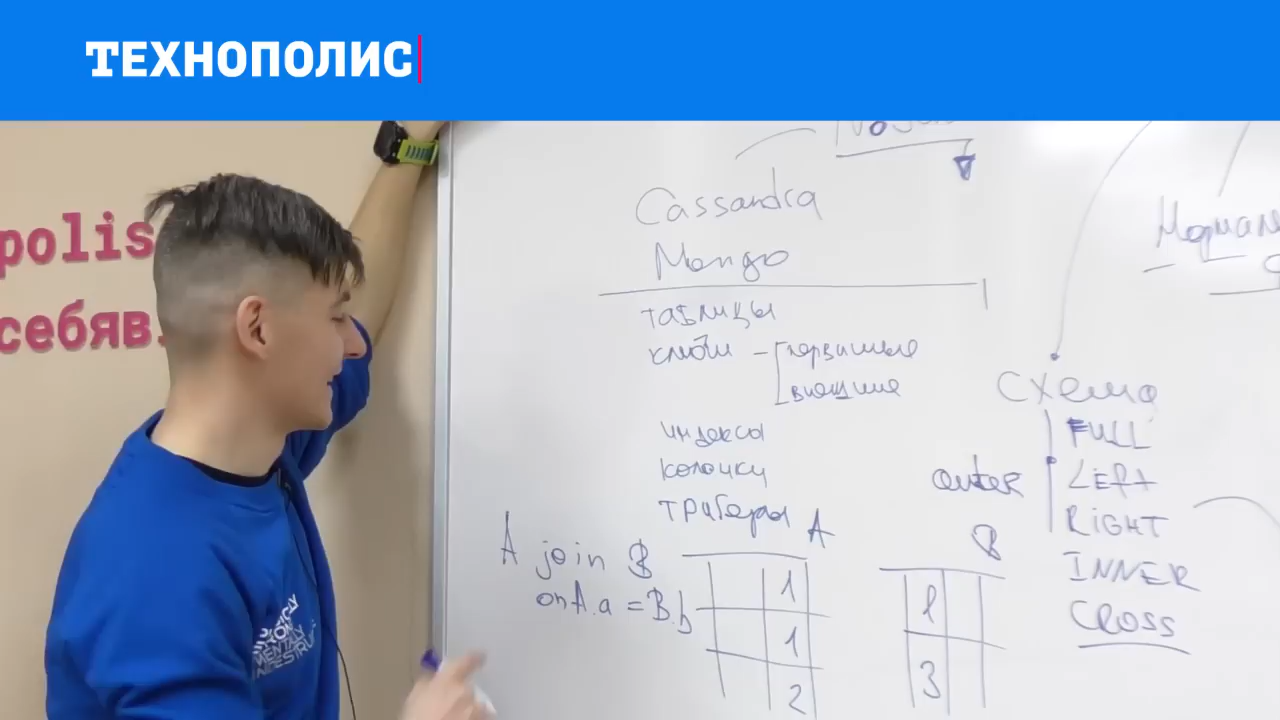 ТЕХНОПОЛИС
polis
себяв
Cassandra
Mongo
таблицы
ключи - первичные
внешние
индексы
колонки
триггеры
схема
FULL
outer LEFT
RIGHT
INNER
CROSS
A join B
on A.a = B.b
A
1
1
2
B
1
3